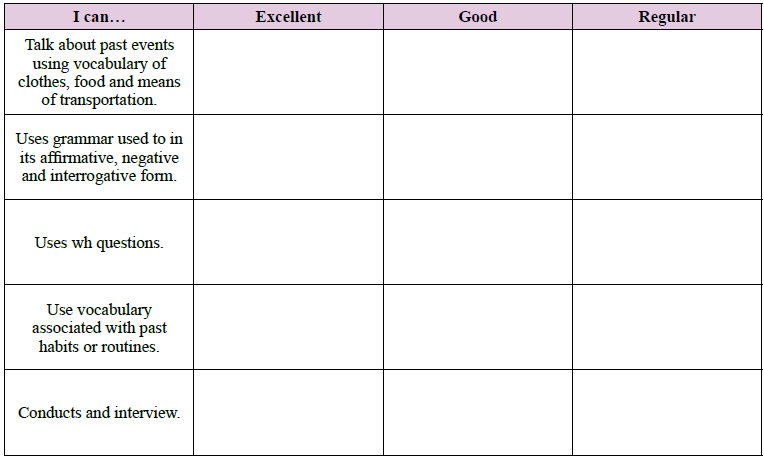 I can… Excellent Good Regular
Talk about past events
using vocabulary of
clothes, food and means
of transportation.
Uses grammar used to in
its affirmative, negative
and interrogative form.
Uses wh questions.
Use vocabulary
associated with past
habits or routines.
Conducts and interview.